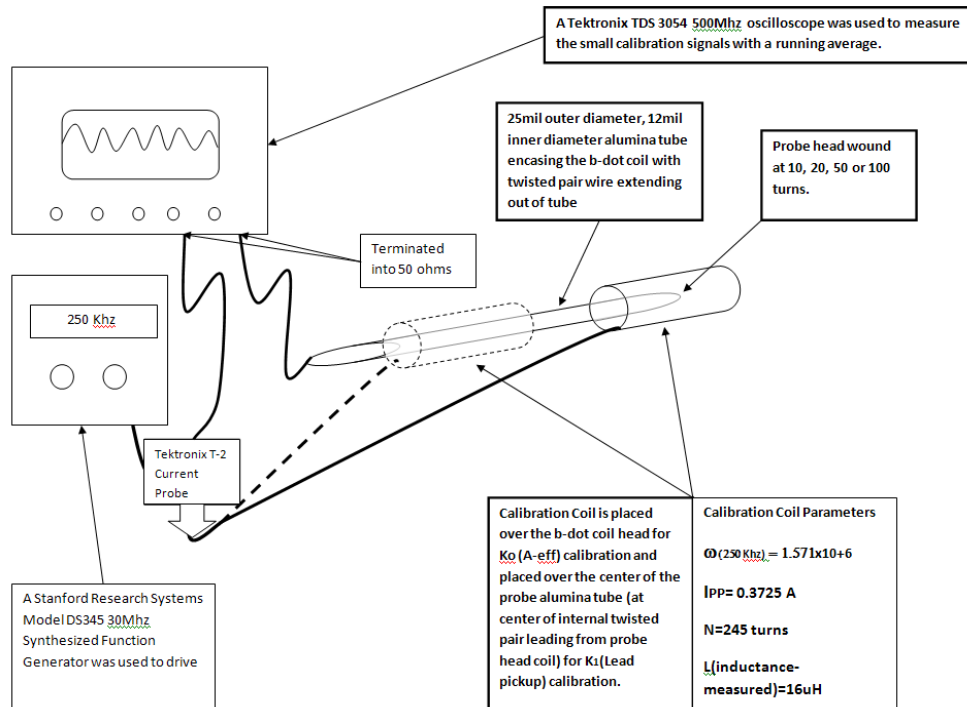 A Tektronix TDS 3054 500Mhz oscilloscope was used to measure
the small calibration signals with a running average.
25mil outer diameter, 12mil
inner diameter alumina tube
encasing the b-dot coil with
twisted pair wire extending
out of tube
Probe head wound
at 10, 20, 50 or 100
turns.
Terminated
into 50 ohms
250 Khz
Tektronix T-2
Current
Probe
A Stanford Research Systems
Model DS345 30Mhz
Synthesized Function
Generator was used to drive
Calibration Coil is placed
over the b-dot coil head for
Ko (A-eff) calibration and
placed over the center of the
probe alumina tube (at
center of internal twisted
pair leading from probe
head coil) for K1(Lead
pickup) calibration.
Calibration Coil Parameters
ω(250 Khz) = 1.571x10+6
IPP= 0.3725 A
N=245 turns
L(inductance-
measured)=16uH